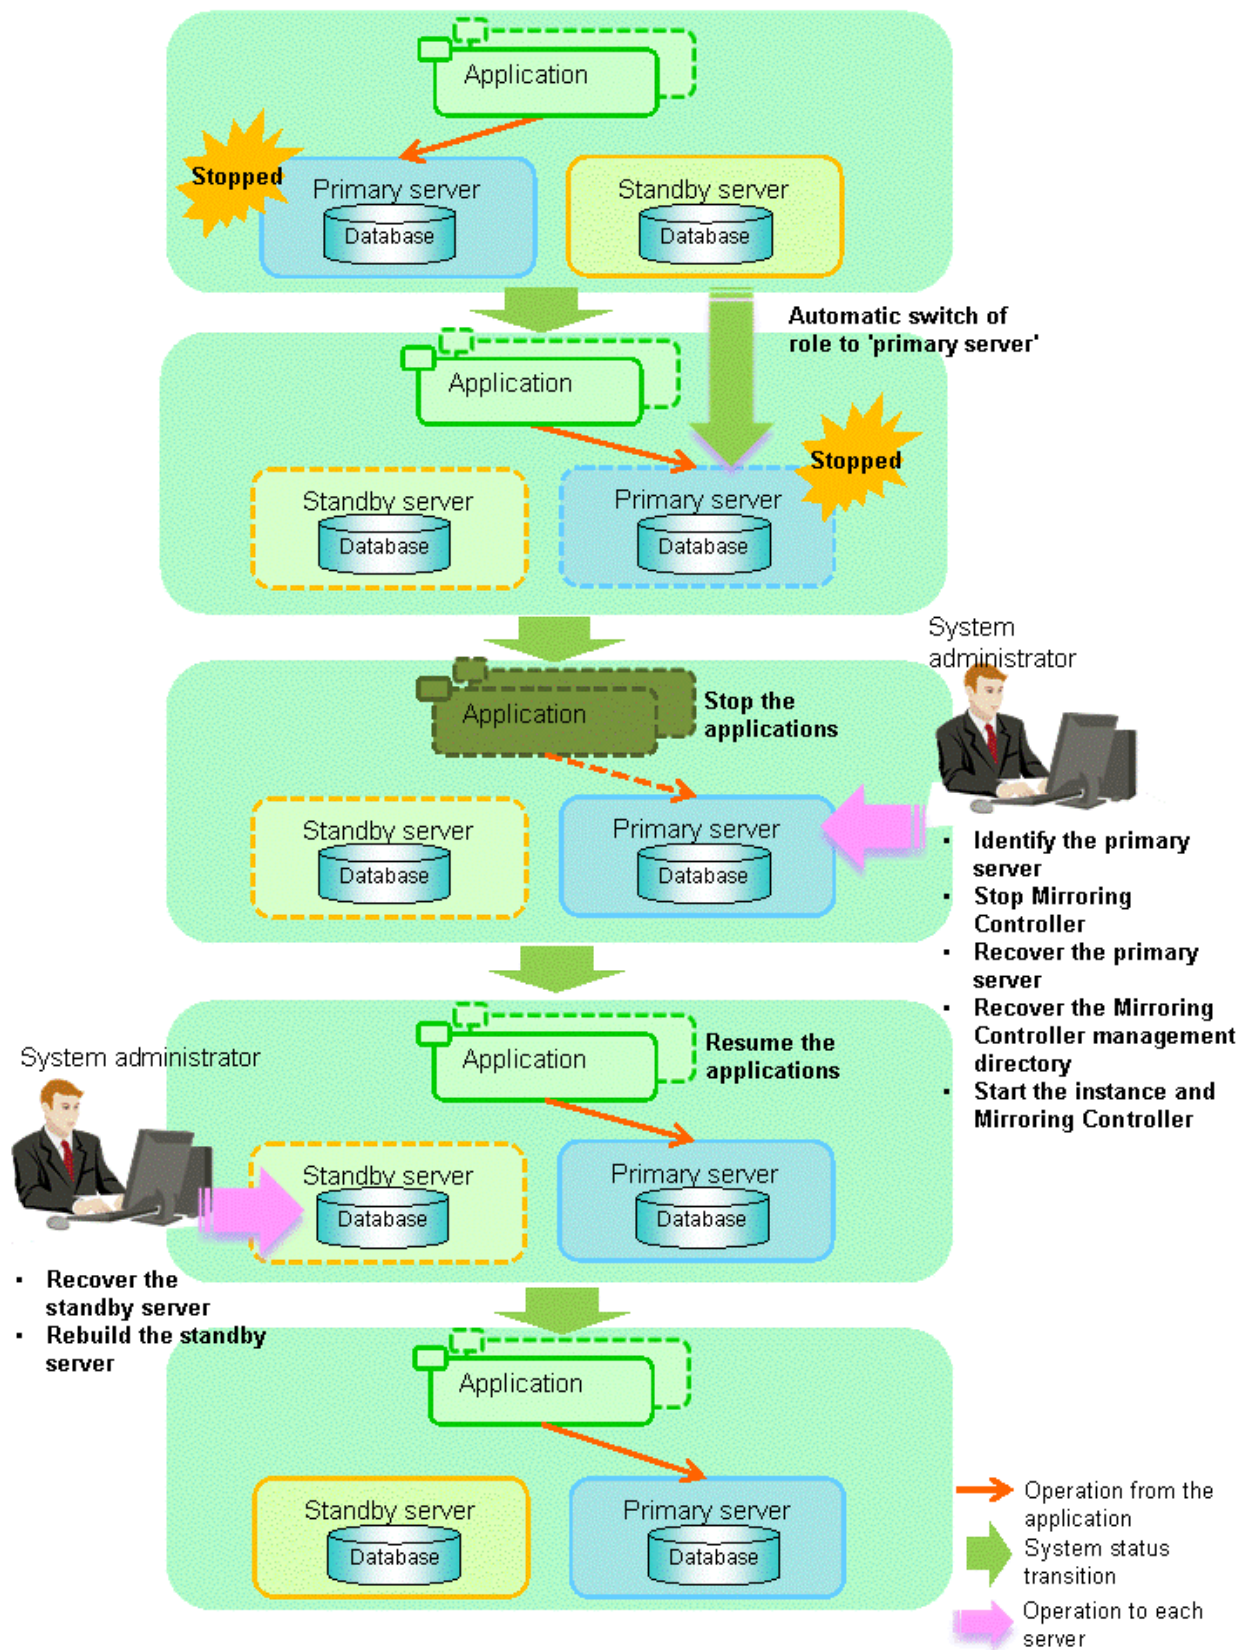 Application
Stopped
Primary server
Database
Standby server
Database
Automatic switch of
role to 'primary server'
Application
Stopped
Standby server
Database
Primary server
Database
System
administrator
Application
Stop the
applications
Standby server
Database
Primary server
Database
▪ Identify the primary
server
▪ Stop Mirroring
Controller
▪ Recover the primary
server
▪ Recover the Mirroring
Controller management
directory
▪ Start the instance and
Mirroring Controller
Application
Resume the
applications
System administrator
Standby server
Database
Primary server
Database
▪ Recover the
standby server
▪ Rebuild the standby
server
Application
Standby server
Database
Primary server
Database
Operation from the
application
System status
transition
Operation to each
server